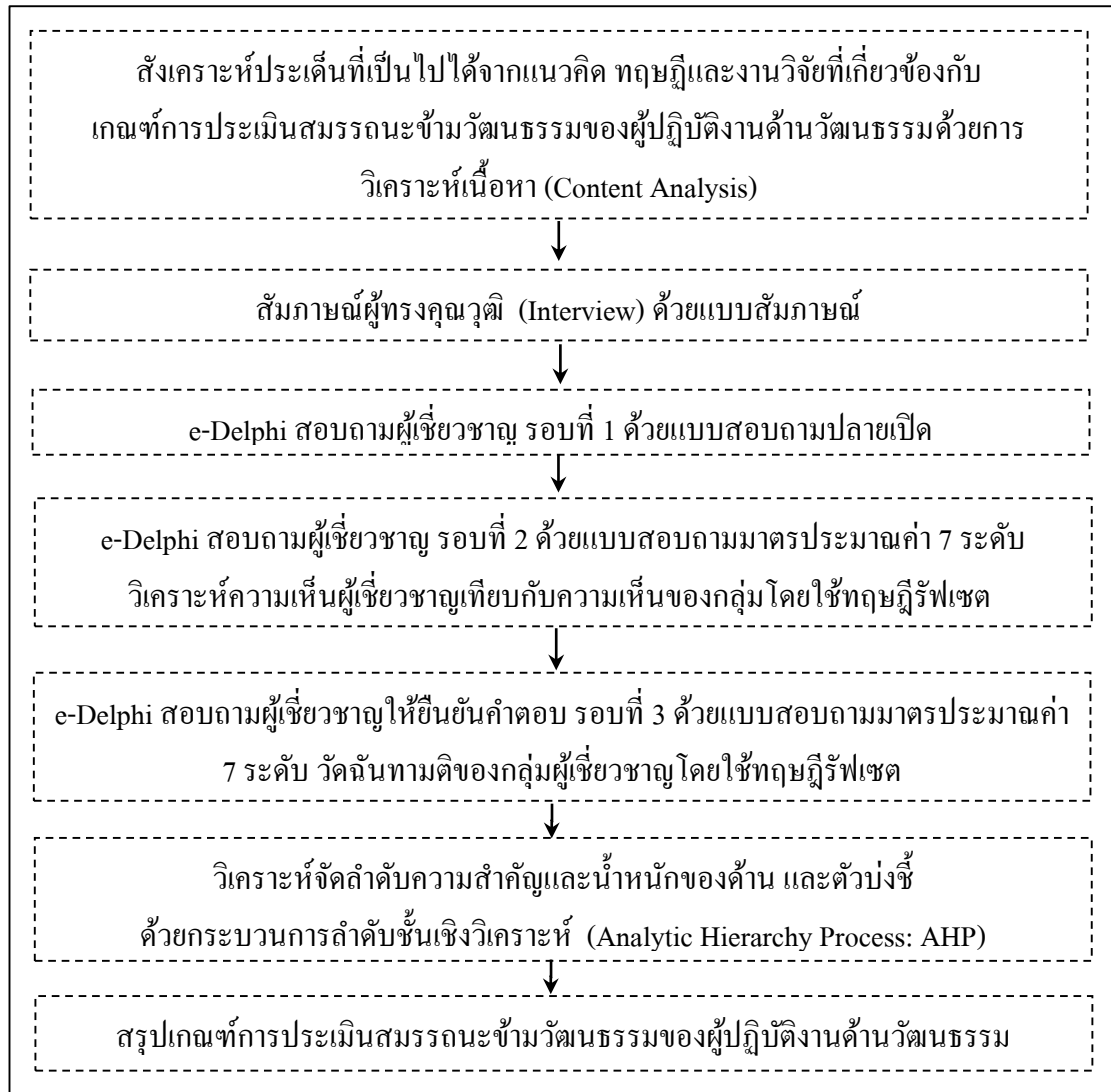 สังเคราะห์ประเด็นที่เป็นไปได้จากแนวคิด ทฤษฏีและงานวิจัยที่เกี่ยวข้องกับ
เกณฑ์การประเมินสมรรถนะข้ามวัฒนธรรมของผู้ปฏิบัติงานด้านวัฒนธรรมด้วยการ
วิเคราะห์เนื้อหา (Content Analysis)
สัมภาษณ์ผู้ทรงคุณวุฒิ (Interview) ด้วยแบบสัมภาษณ์
e-Delphi สอบถามผู้เชี่ยวชาญ รอบที่ 1 ด้วยแบบสอบถามปลายเปิด
e-Delphi สอบถามผู้เชี่ยวชาญ รอบที่ 2 ด้วยแบบสอบถามมาตรประมาณค่า 7 ระดับ
วิเคราะห์ความเห็นผู้เชี่ยวชาญเทียบกับความเห็นของกลุ่มโดยใช้ทฤษฎีรัฟเซต
e-Delphi สอบถามผู้เชี่ยวชาญให้ยืนยันคำตอบ รอบที่ 3 ด้วยแบบสอบถามมาตรประมาณค่า
7 ระดับ วัดฉันทามติของกลุ่มผู้เชี่ยวชาญโดยใช้ทฤษฎีรัฟเซต
วิเคราะห์จัดลำดับความสำคัญและน้ำหนักของด้าน และตัวบ่งชี้
ด้วยกระบวนการลำดับชั้นเชิงวิเคราะห์ (Analytic Hierarchy Process: AHP)
สรุปเกณฑ์การประเมินสมรรถนะข้ามวัฒนธรรมของผู้ปฏิบัติงานด้านวัฒนธรรม